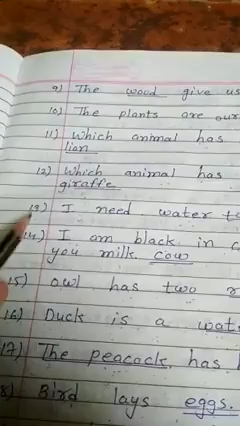 9) The wood give us
10) The plants are our
11) Which animal has
lion
12) Which animal has
giraffe
13) I need water
14) I am black in
you milk cow
15) owl has two
16) Duck is a wat
17) The peacock has
8) Bird lays eggs.